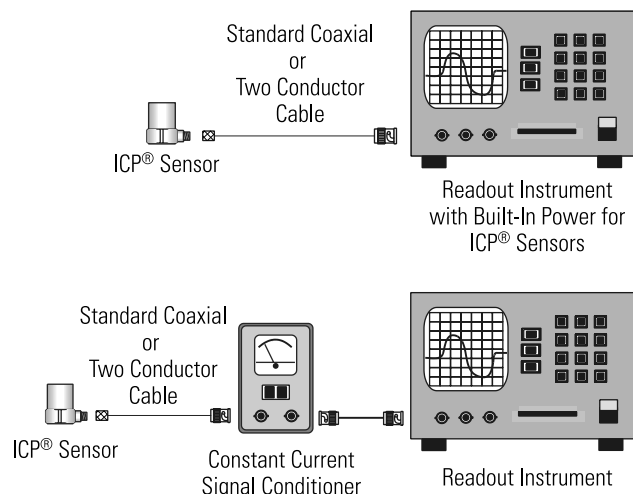 Standard Coaxial
or
Two Conductor
Cable
ICP® Sensor
Readout Instrument
with Built-In Power for
ICP® Sensors
Standard Coaxial
or
Two Conductor
Cable
ICP® Sensor
Constant Current
Signal Conditioner
Readout Instrument